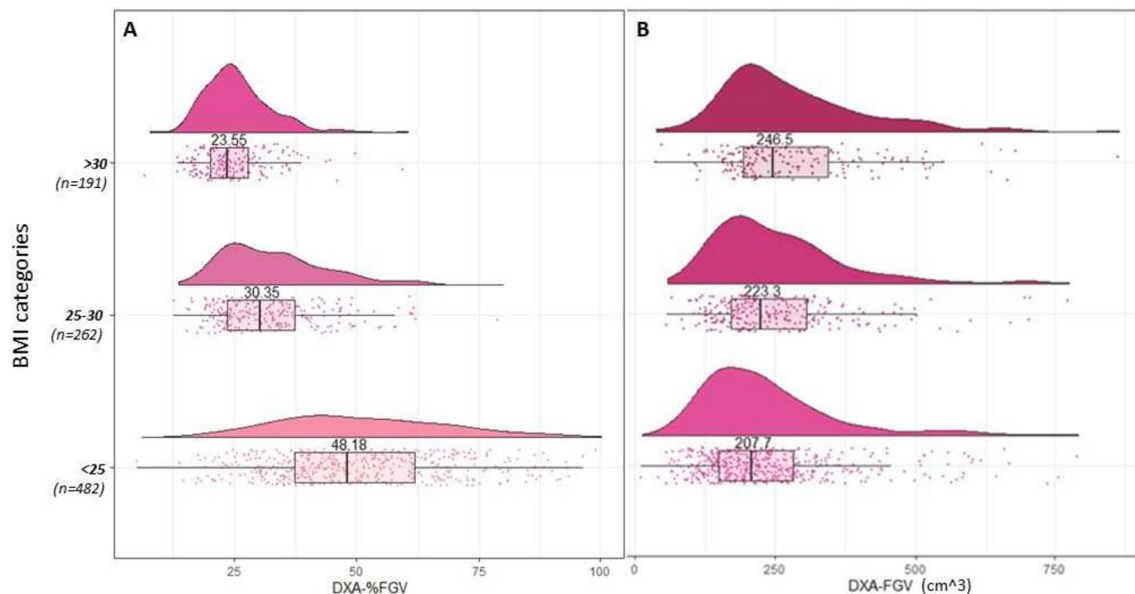 A
B
BMI categories
23.55
246.5
>30
(n=191)
30.35
223.3
25-30
(n=262)
48.18
207.7
<25
(n=482)
25 50 75 100
0 250 500 750
DXA-%FGV
DXA-FGV (cm^3)